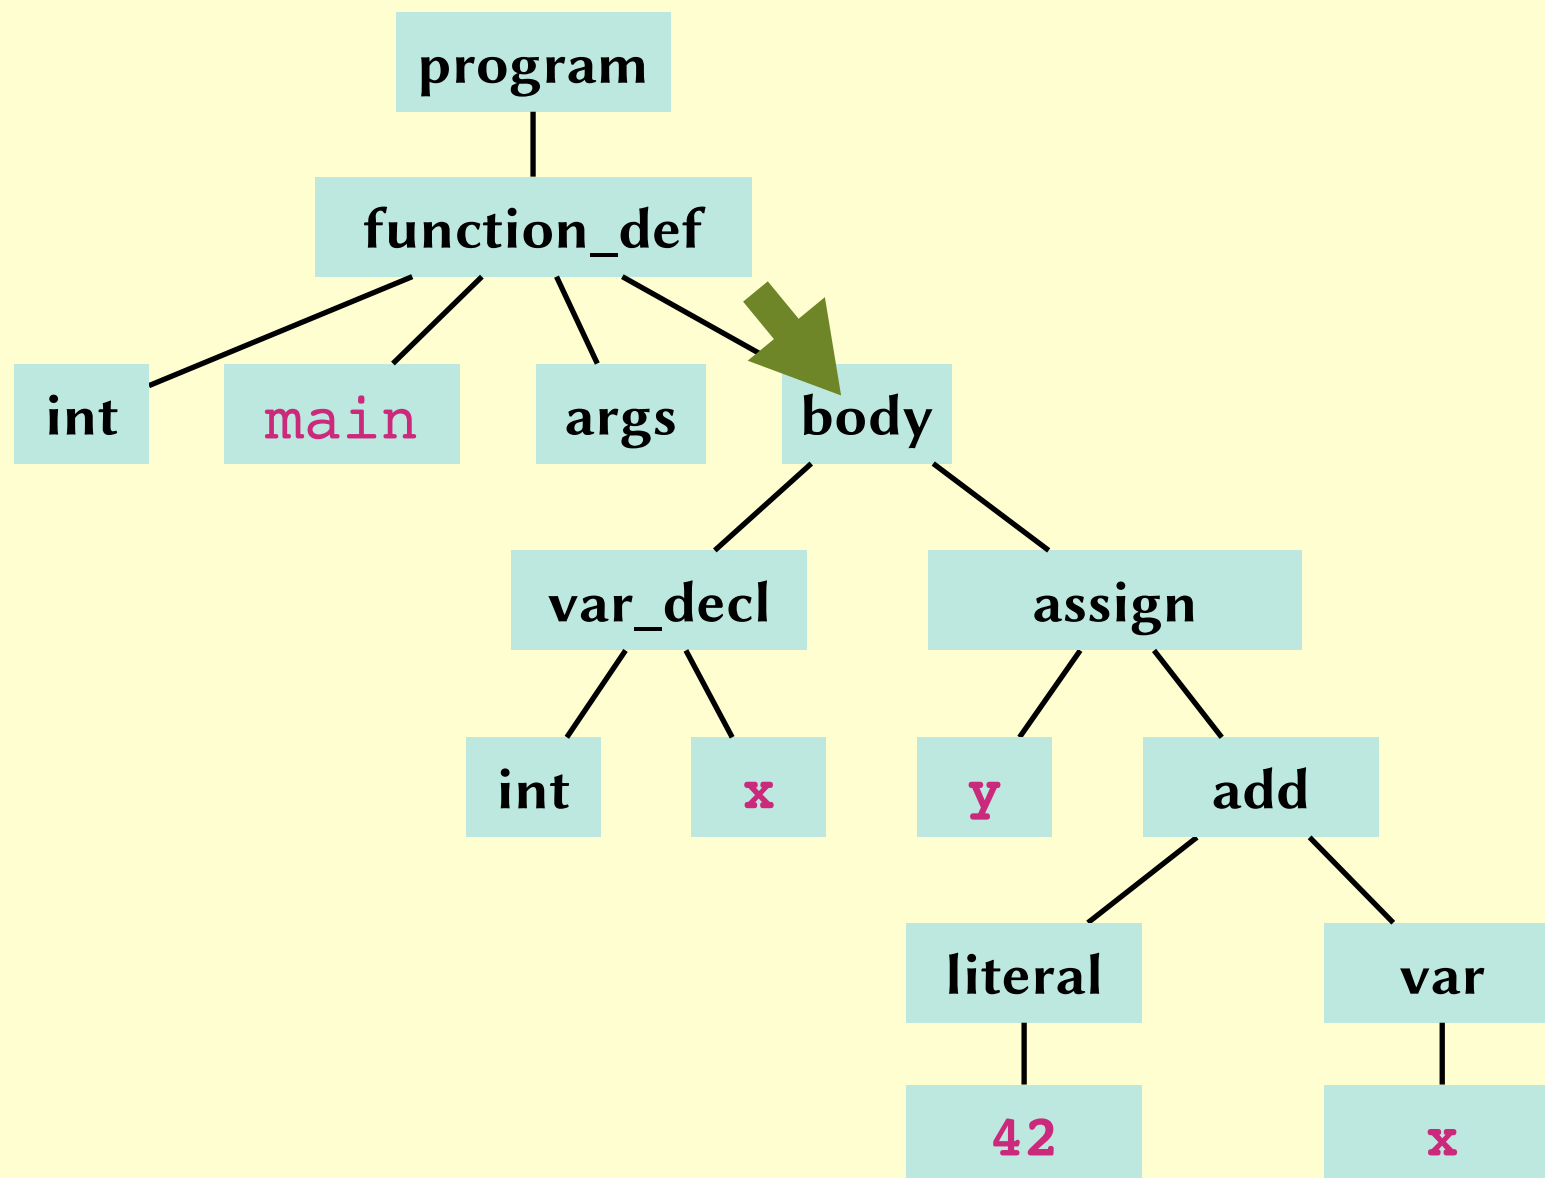 program
function_def
int main args body
var_decl assign
int x y add
literal var
42 x